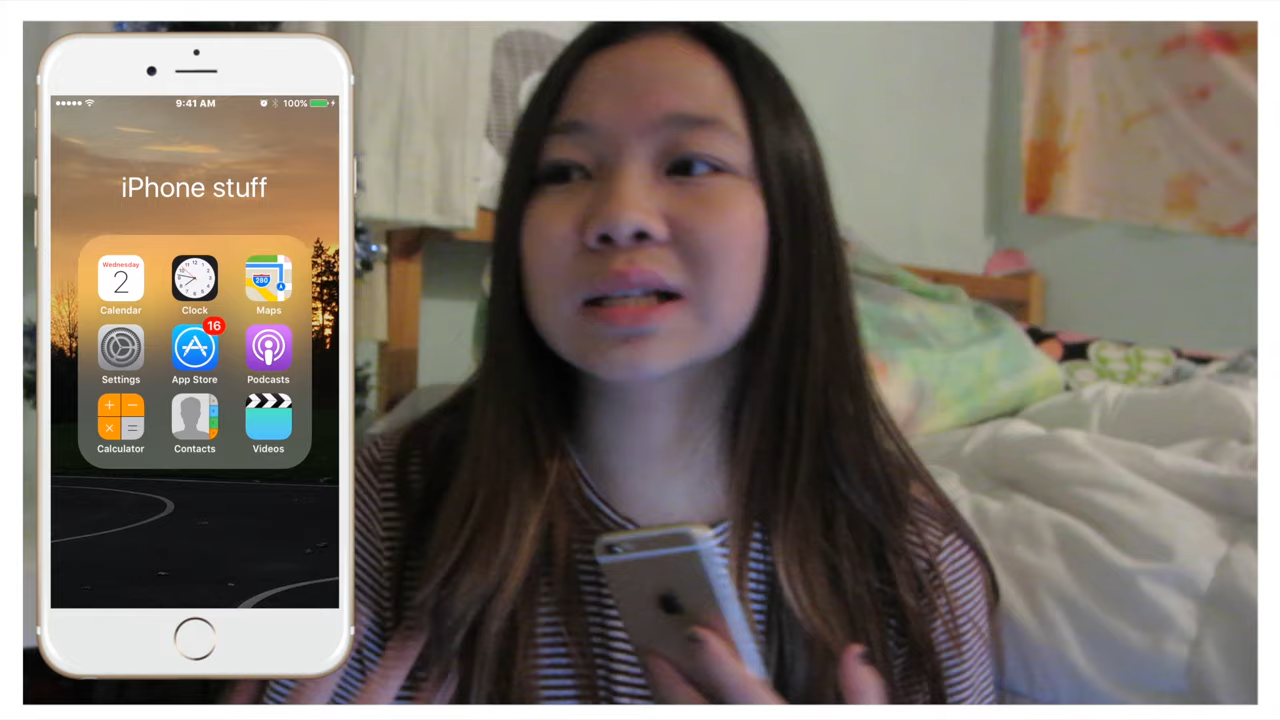 9:41 AM 100%
iPhone stuff
Wednesday
2
280
Calendar Clock Maps
16
Settings App Store Podcasts
Calculator Contacts Videos